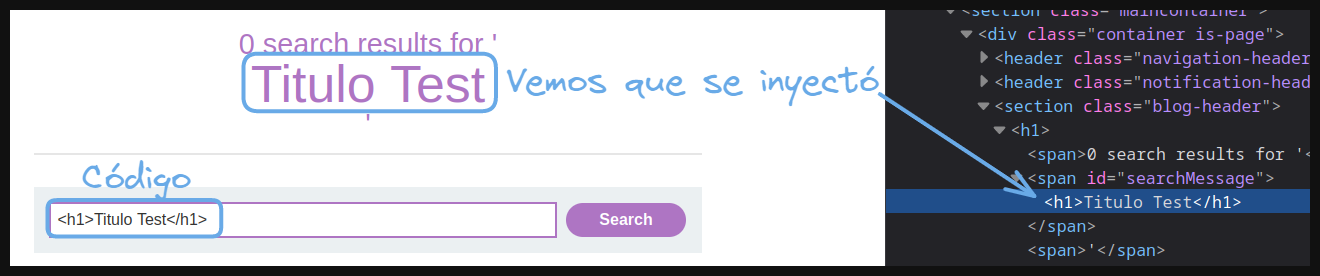 0 search results for '
Titulo Test
'
Vemos que se inyectó
Código
<h1>Titulo Test</h1>
Search
<section class="maincontainer">
<div class="container is-page">
<header class="navigation-header
<header class="notification-head
<section class="blog-header">
<h1>
<span>0 search results for '<
<span id="searchMessage">
<h1>Titulo Test</h1>
</span>
<span>'</span>